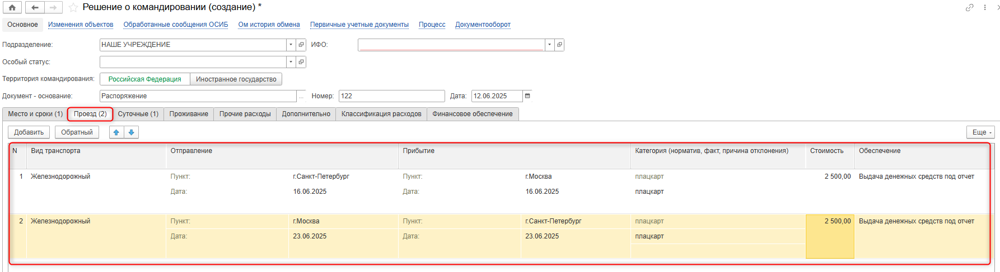 Решение о командировании (создание) *
Основное Изменения объектов Обработанные сообщения ОСИБ Ом история обмена Первичные учетные документы Процесс Документооборот
Подразделение: НАШЕ УЧРЕЖДЕНИЕ ИФО:
Особый статус:
Территория командирования: Российская Федерация Иностранное государство
Документ - основание: Распоряжение ... Номер: 122 Дата: 12.06.2025
Место и сроки (1) Проезд (2) Суточные (1) Проживание Прочие расходы Дополнительно Классификация расходов Финансовое обеспечение
Добавить Обратный Еще
N Вид транспорта Отправление Прибытие Категория (норматив, факт, причина отклонения) Стоимость Обеспечение
1 Железнодорожный Пункт: г.Санкт-Петербург Пункт: г.Москва плацкарт 2 500,00 Выдача денежных средств под отчет
Дата: 16.06.2025 Дата: 16.06.2025 плацкарт
2 Железнодорожный Пункт: г.Москва Пункт: г.Санкт-Петербург плацкарт 2 500,00 Выдача денежных средств под отчет
Дата: 23.06.2025 Дата: 23.06.2025 плацкарт